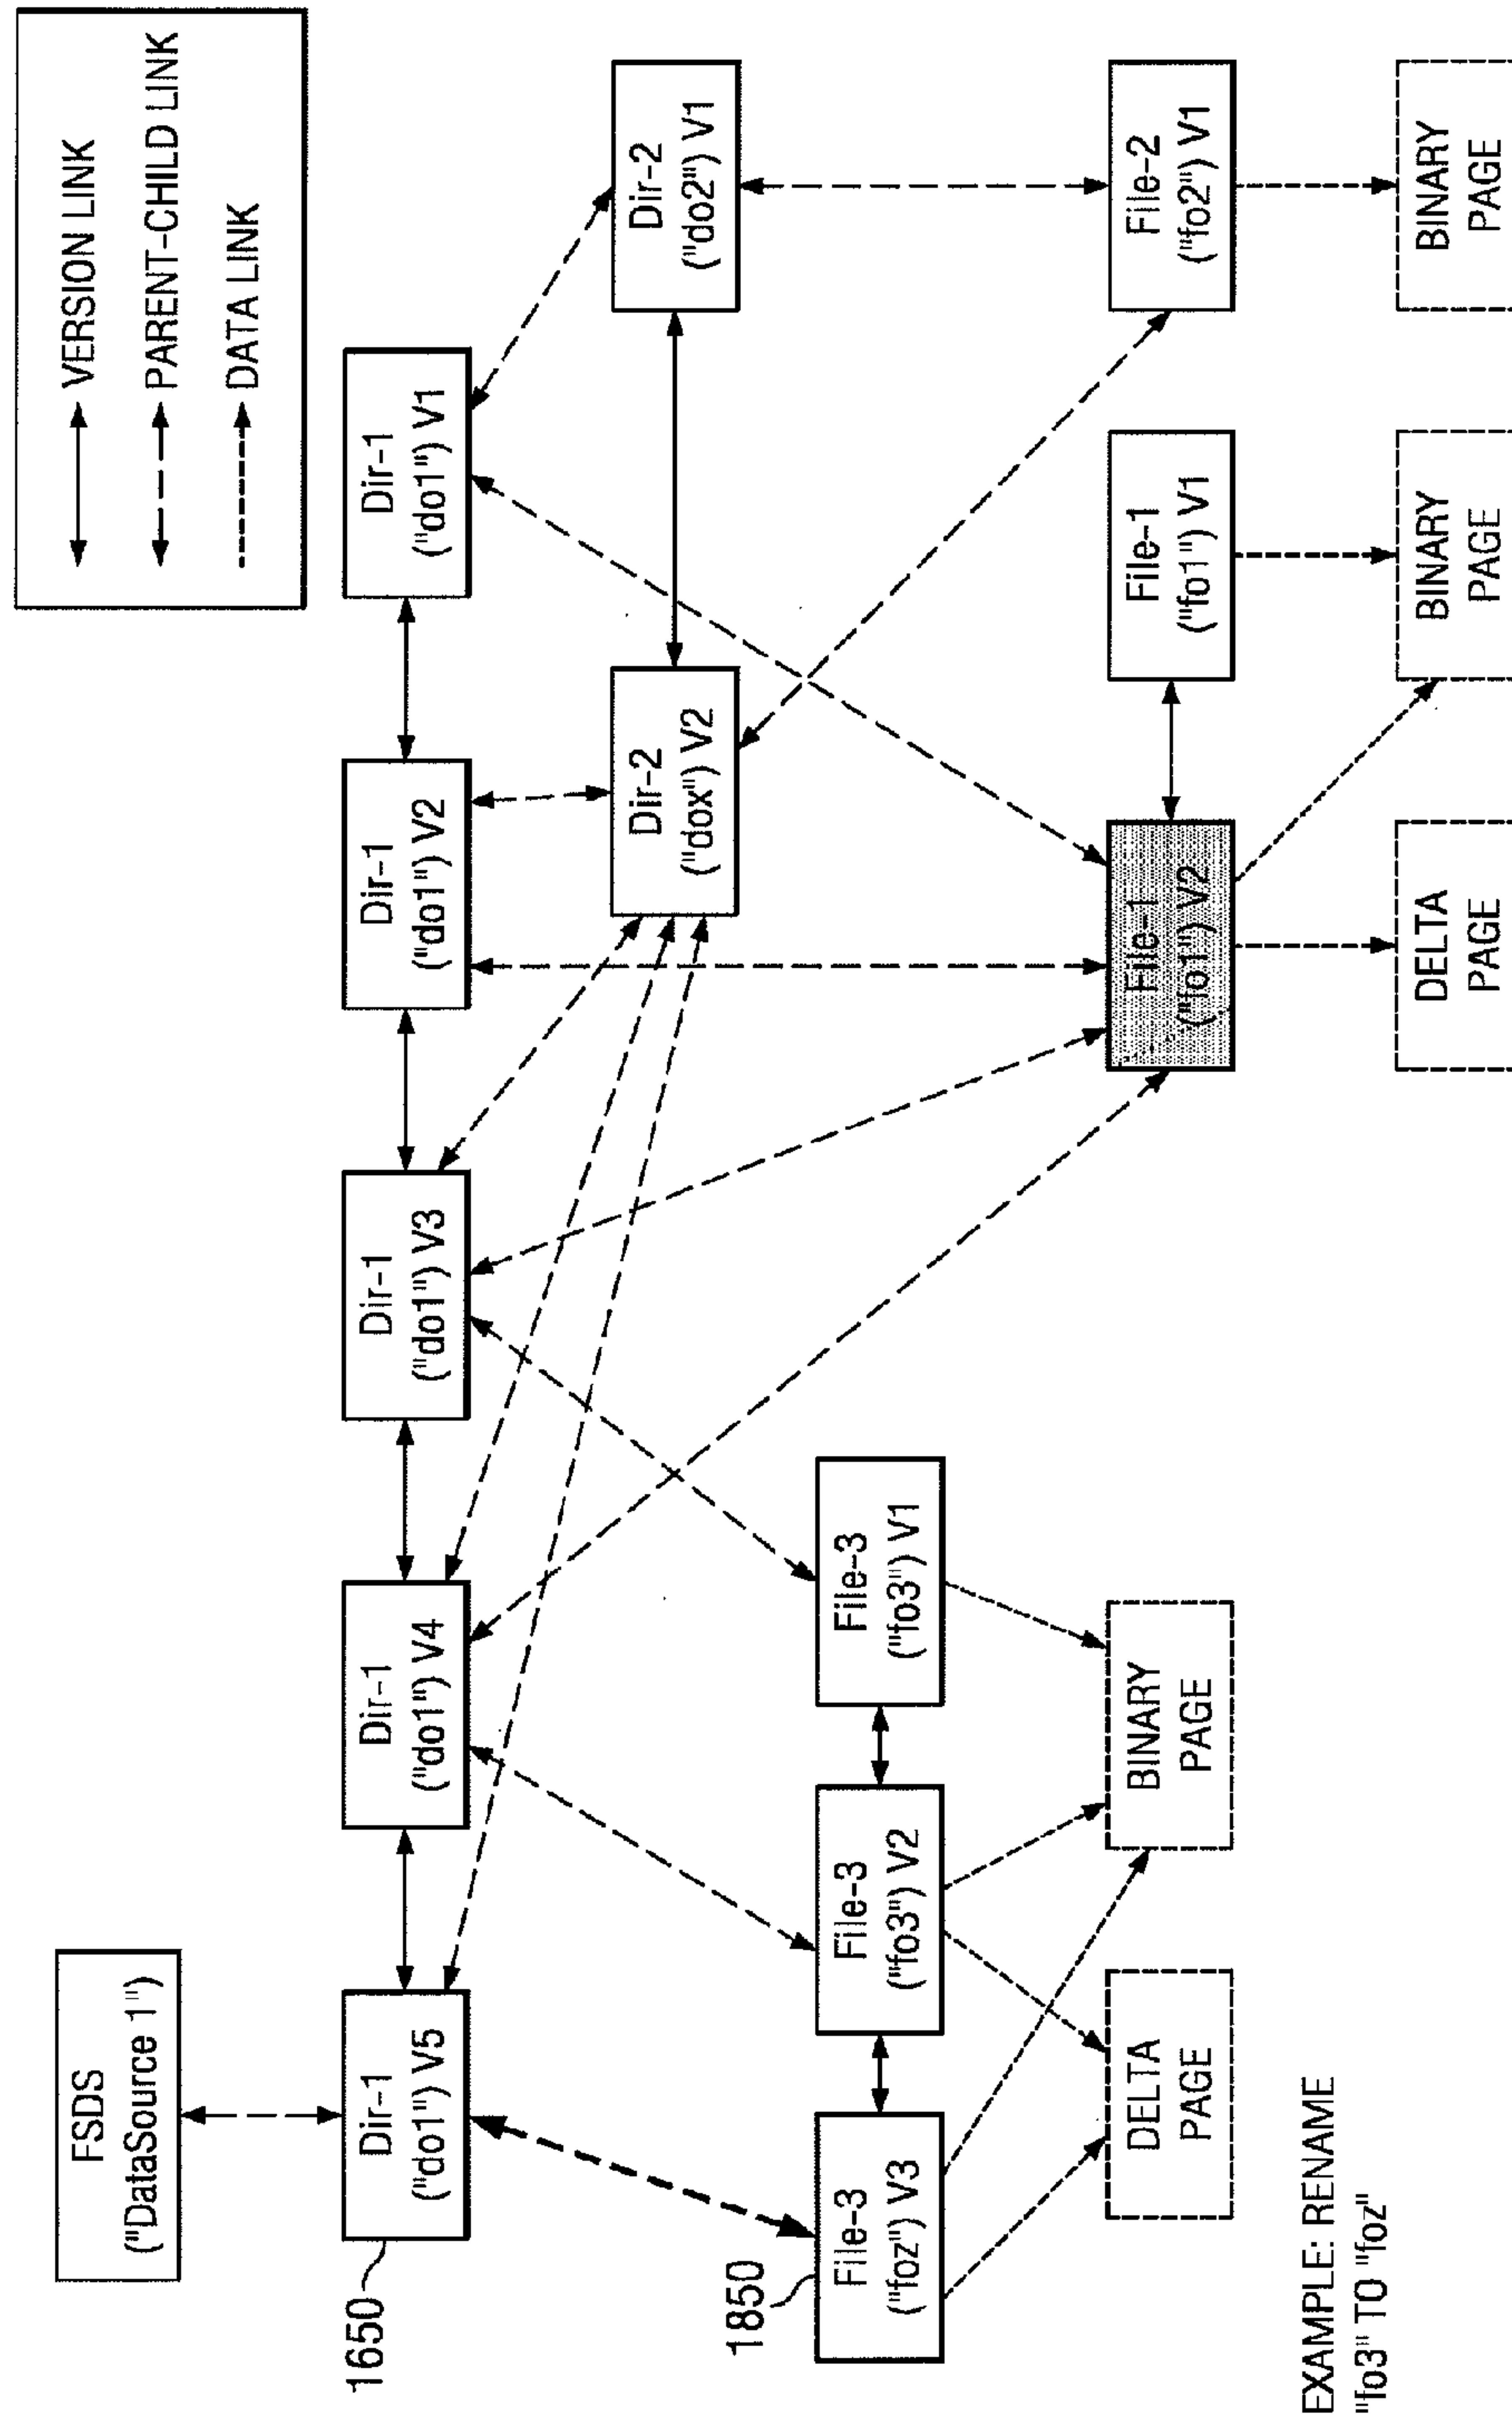 VERSION LINK
PARENT-CHILD LINK
DATA LINK
FSDS
("DataSource 1")
Dir-1
("do1") V5
1650
Dir-1
("do1") V4
Dir-1
("do1") V3
Dir-1
("do1") V2
Dir-1
("do1") V1
Dir-2
("dox") V2
Dir-2
("do2") V1
1850
File-3
("foz") V3
File-3
("fo3") V2
File-3
("fo3") V1
File-1
("fo1") V2
File-1
("fo1") V1
File-2
("fo2") V1
DELTA
PAGE
BINARY
PAGE
DELTA
PAGE
BINARY
PAGE
BINARY
PAGE
EXAMPLE: RENAME
"fo3" TO "foz"